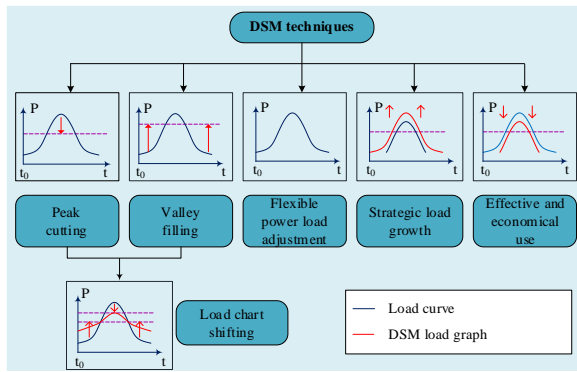 DSM techniques
P
t0
t
P
t0
t
P
t0
t
P
t0
t
P
t0
t
Peak
cutting
Valley
filling
Flexible
power load
adjustment
Strategic load
growth
Effective and
economical
use
P
t0
t
Load chart
shifting
Load curve
DSM load graph